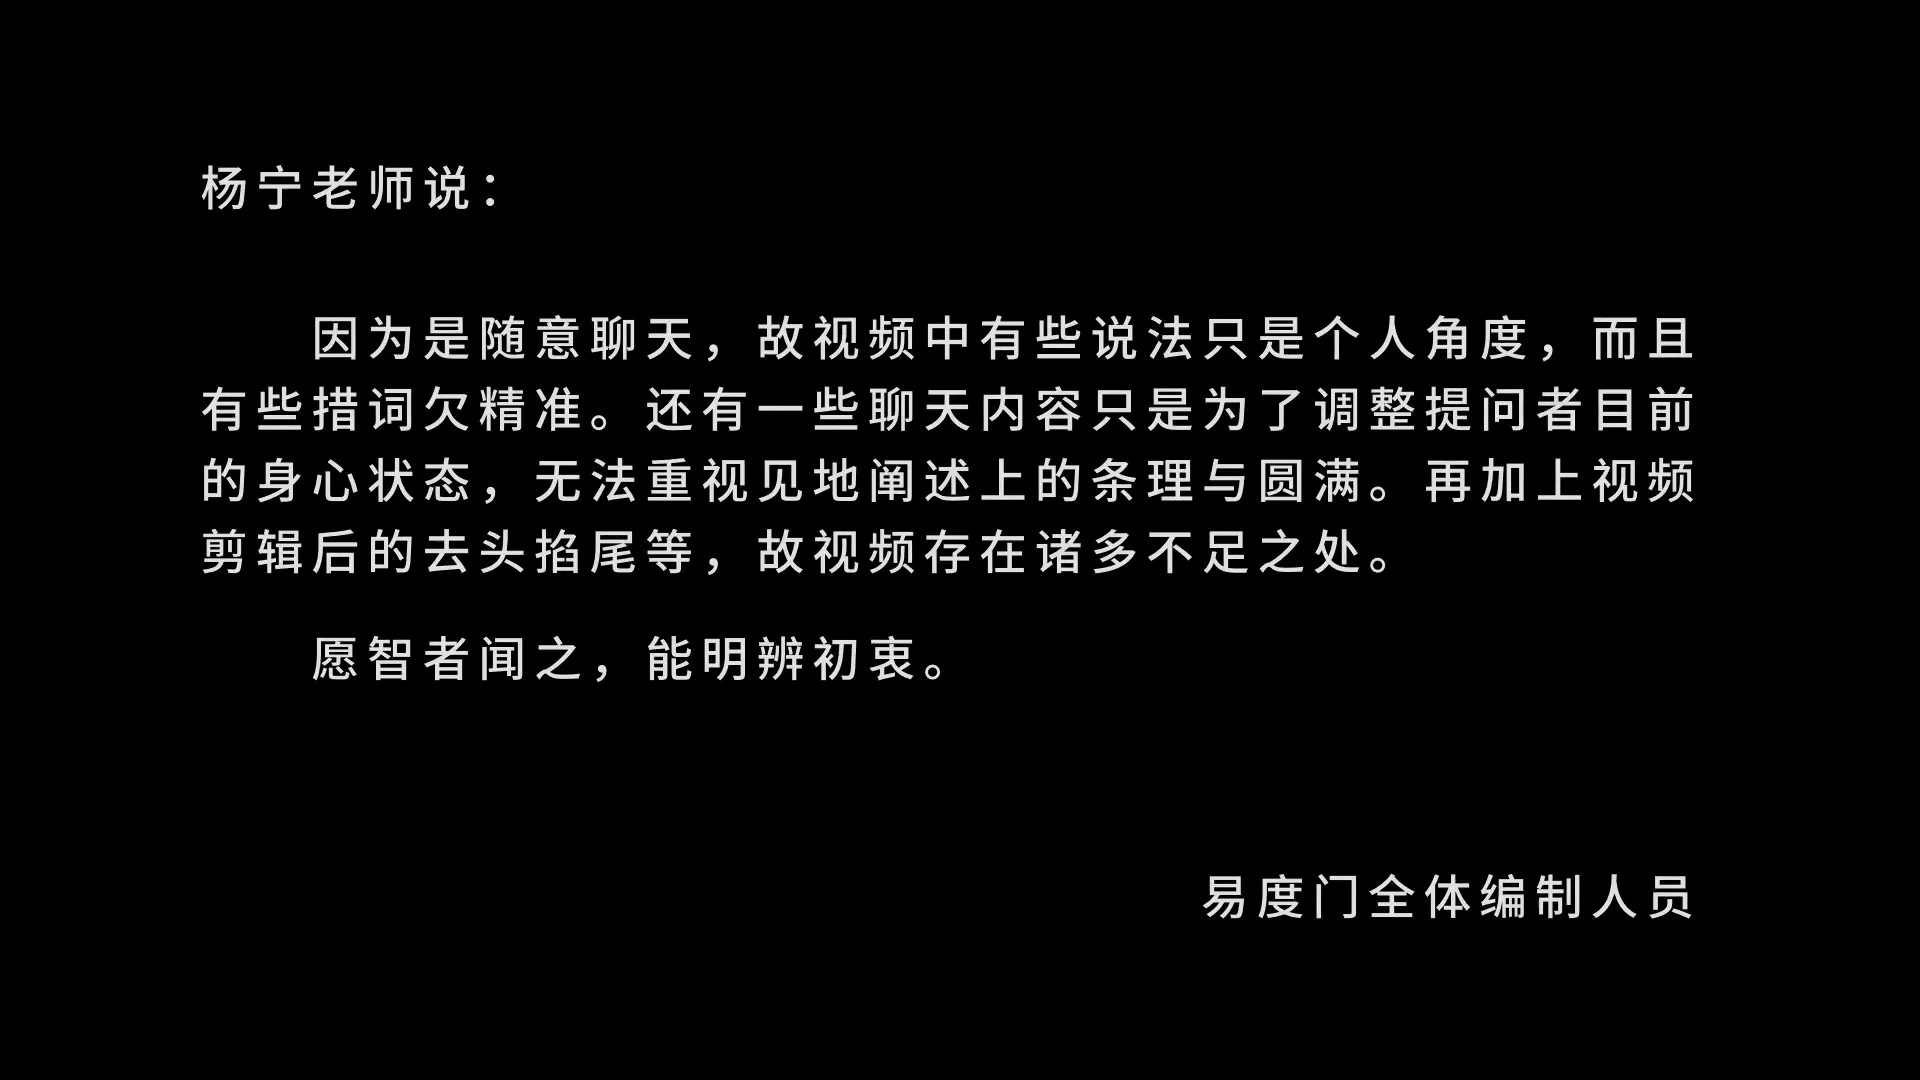 杨宁老师说：
因为是随意聊天，故视频中有些说法只是个人角度，而且
有些措词欠精准。还有一些聊天内容只是为了调整提问者目前
的身心状态，无法重视见地阐述上的条理与圆满。再加上视频
剪辑后的去头掐尾等，故视频存在诸多不足之处。
愿智者闻之，能明辨初衷。
易度门全体编制人员